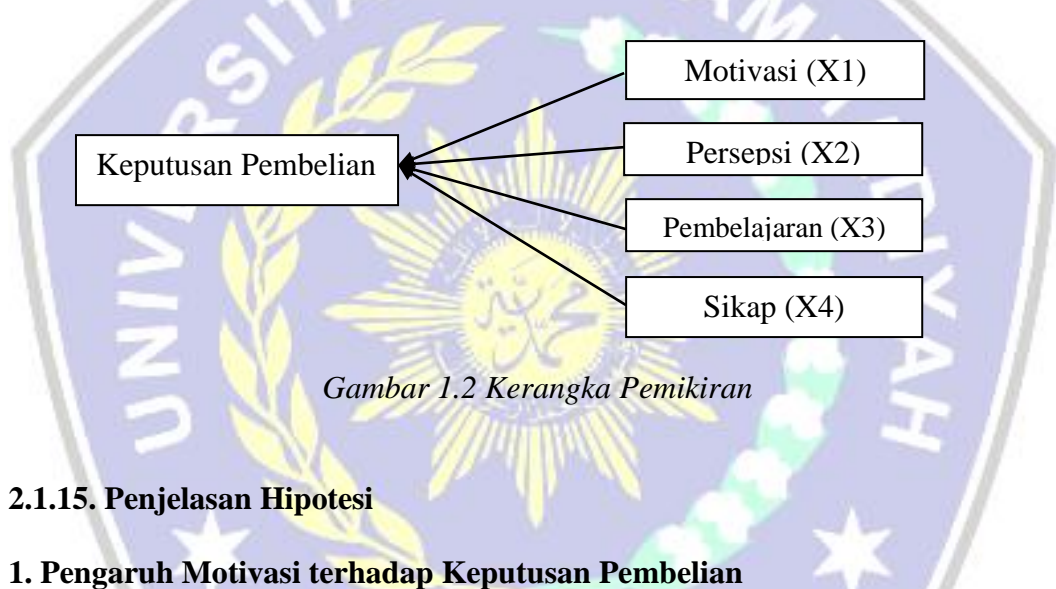 Motivasi (X1)
Keputusan Pembelian
Persepsi (X2)
Pembelajaran (X3)
Sikap (X4)
Gambar 1.2 Kerangka Pemikiran
2.1.15. Penjelasan Hipotesi
1. Pengaruh Motivasi terhadap Keputusan Pembelian